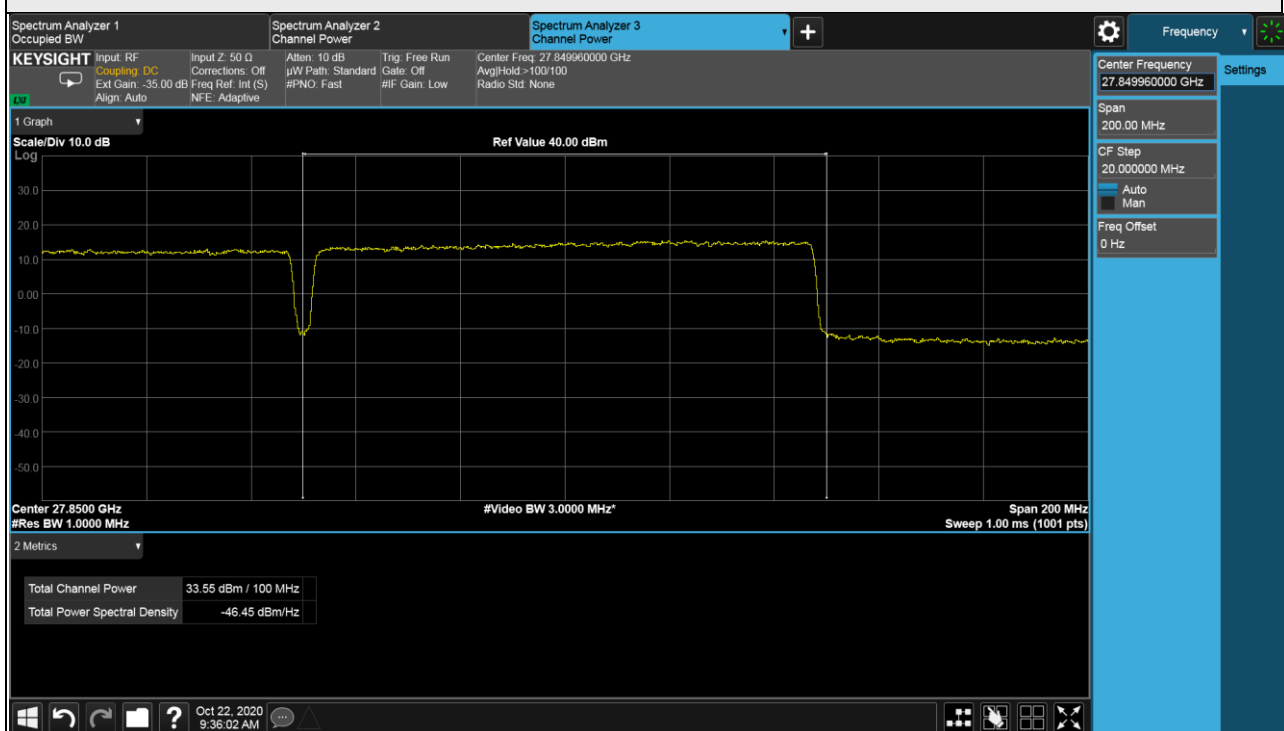 Spectrum Analyzer 1
Occupied BW
Spectrum Analyzer 2
Channel Power
Spectrum Analyzer 3
Channel Power
Frequency
KEYSIGHT
Input: RF
Coupling: DC
Ext Gain: -35.00 dB
Align: Auto
Input Z: 50 Ω
Corrections: Off
Freq Ref: Int (S)
NFE: Adaptive
Atten: 10 dB
µW Path: Standard
#PNO: Fast
Trig: Free Run
Gate: Off
#IF Gain: Low
Center Freq: 27.849960000 GHz
Avg|Hold:>100/100
Radio Std: None
LXI
Center Frequency
27.849960000 GHz
Settings
Span
200.00 MHz
CF Step
20.000000 MHz
Auto
Man
Freq Offset
0 Hz
1 Graph
Scale/Div 10.0 dB
Ref Value 40.00 dBm
Log
30.0
20.0
10.0
0.00
-10.0
-20.0
-30.0
-40.0
-50.0
Center 27.8500 GHz
#Video BW 3.0000 MHz*
Span 200 MHz
#Res BW 1.0000 MHz
Sweep 1.00 ms (1001 pts)
2 Metrics
Total Channel Power 33.55 dBm / 100 MHz
Total Power Spectral Density -46.45 dBm/Hz
Oct 22, 2020
9:36:02 AM